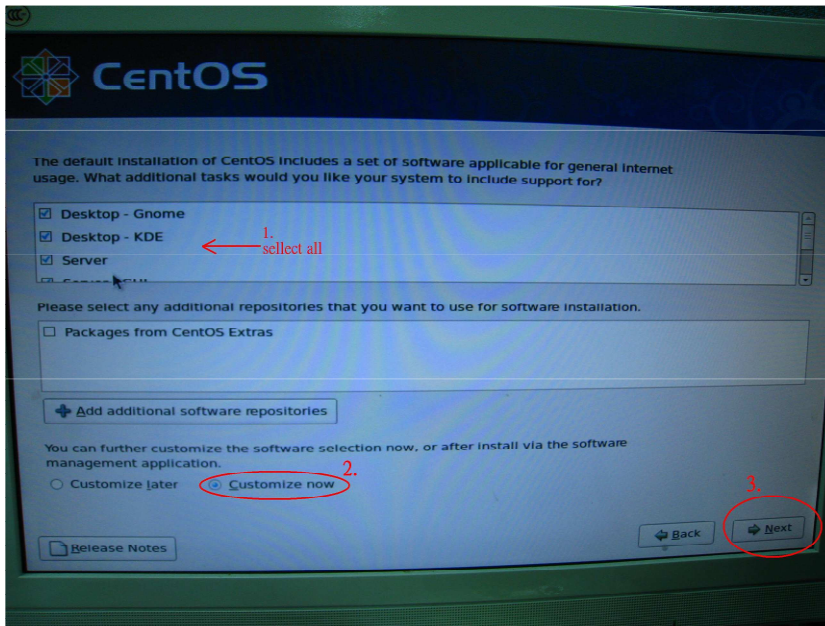 CentOS
The default installation of CentOS includes a set of software applicable for general internet
usage. What additional tasks would you like your system to include support for?
Desktop - Gnome
Desktop - KDE
1.
sellect all
Server
Please select any additional repositories that you want to use for software installation.
Packages from CentOS Extras
Add additional software repositories
You can further customize the software selection now, or after install via the software
management application.
2.
Customize later
Customize now
3.
Back
Next
Release Notes